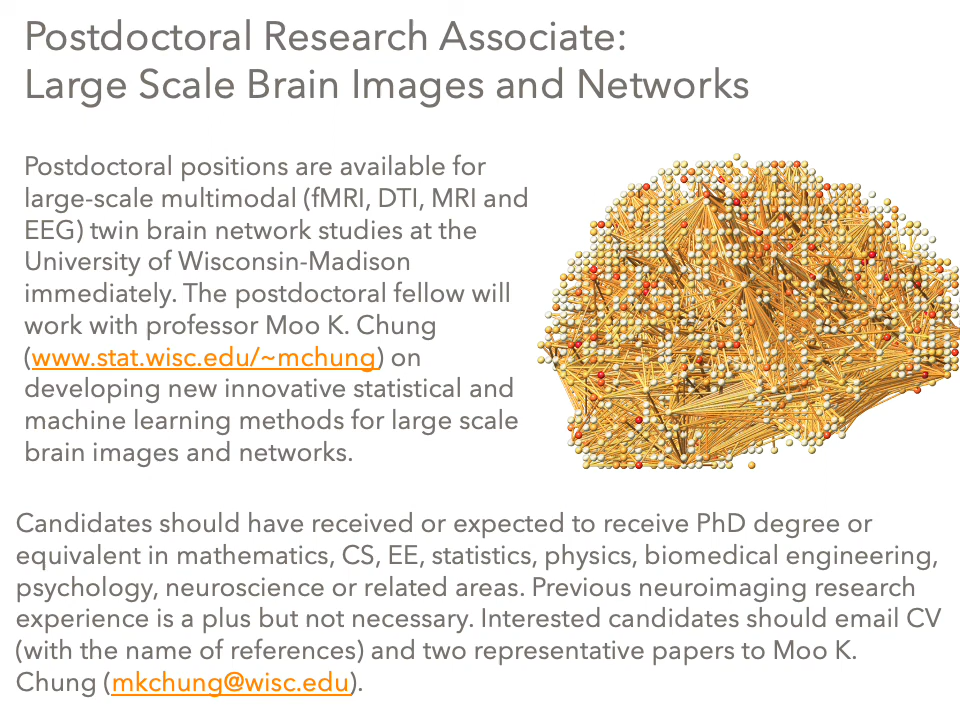 Postdoctoral Research Associate:
Large Scale Brain Images and Networks
Postdoctoral positions are available for
large-scale multimodal (fMRI, DTI, MRI and
EEG) twin brain network studies at the
University of Wisconsin-Madison
immediately. The postdoctoral fellow will
work with professor Moo K. Chung
(www.stat.wisc.edu/~mchung) on
developing new innovative statistical and
machine learning methods for large scale
brain images and networks.
Candidates should have received or expected to receive PhD degree or
equivalent in mathematics, CS, EE, statistics, physics, biomedical engineering,
psychology, neuroscience or related areas. Previous neuroimaging research
experience is a plus but not necessary. Interested candidates should email CV
(with the name of references) and two representative papers to Moo K.
Chung (mkchung@wisc.edu).